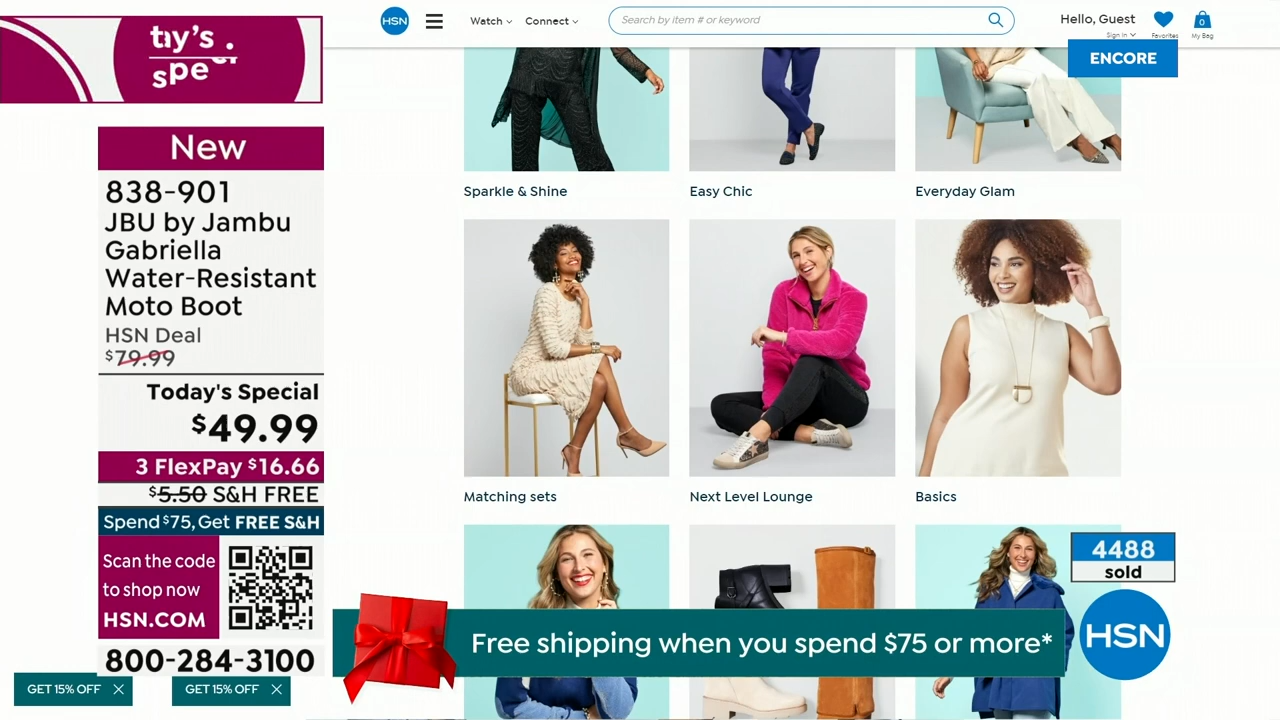 HSN
Watch
Connect
Search by item # or keyword
Hello, Guest
Sign In
Favorites
0
My Bag
ENCORE
New
838-901
JBU by Jambu
Gabriella
Water-Resistant
Moto Boot
HSN Deal
$79.99
Today's Special
$49.99
3 FlexPay $16.66
$5.50 S&H FREE
Spend $75, Get FREE S&H
Scan the code
to shop now
HSN.COM
800-284-3100
GET 15% OFF
GET 15% OFF
Sparkle & Shine
Easy Chic
Everyday Glam
Matching sets
Next Level Lounge
Basics
4488
sold
Free shipping when you spend $75 or more*
HSN